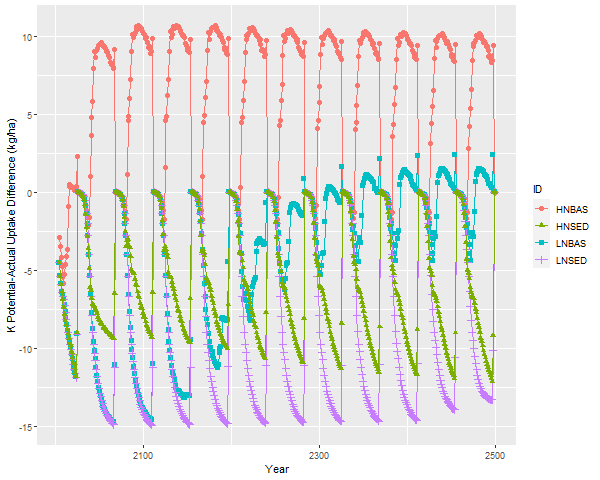 K Potential-Actual Uptake Difference (kg/ha)
10
5
0
-5
-10
-15
2100
2300
2500
Year
ID
HNBAS
HNSED
LNBAS
LNSED